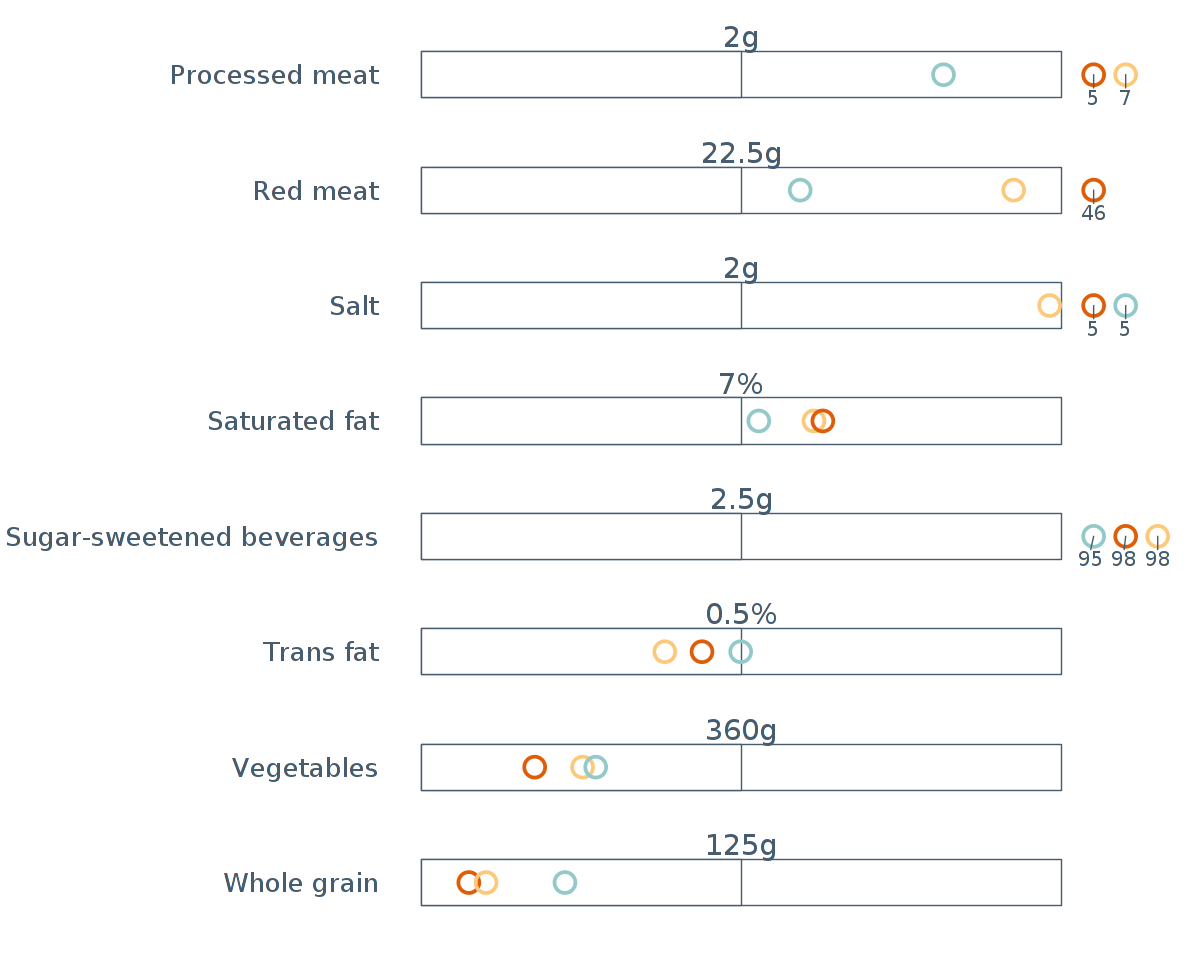 2g
Processed meat
5 7
22.5g
Red meat
46
2g
Salt
5 5
7%
Saturated fat
2.5g
Sugar-sweetened beverages
95 98 98
0.5%
Trans fat
360g
Vegetables
125g
Whole grain